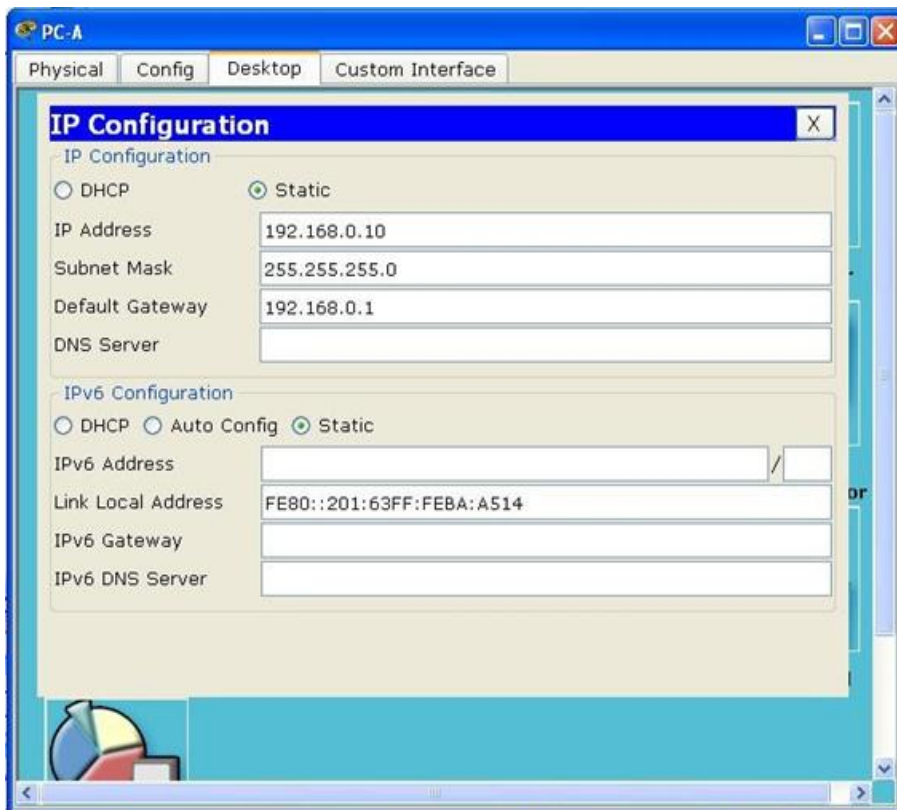 PC-A
Physical Config Desktop Custom Interface
IP Configuration X
IP Configuration
DHCP Static
IP Address 192.168.0.10
Subnet Mask 255.255.255.0
Default Gateway 192.168.0.1
DNS Server
IPv6 Configuration
DHCP Auto Config Static
IPv6 Address /
Link Local Address FE80::201:63FF:FEBA:A514
or
IPv6 Gateway
IPv6 DNS Server